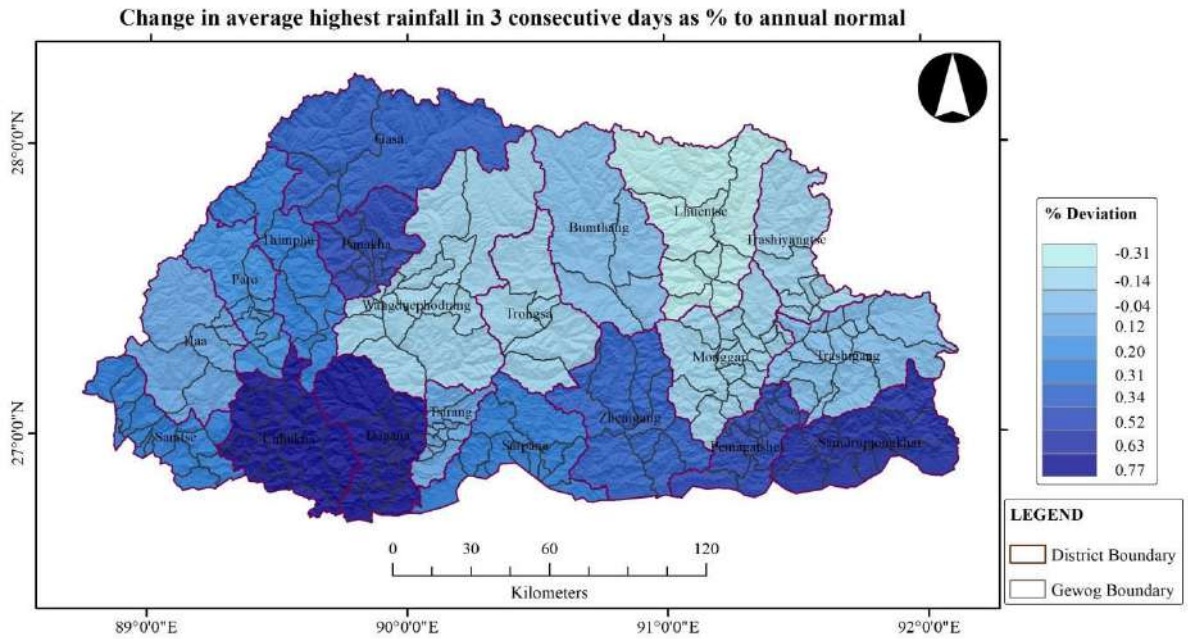 Change in average highest rainfall in 3 consecutive days as % to annual normal
28°0'0"N
27°0'0"N
Gasa
Thimphu
Punakha
Paro
Haa
Wangduephodrang
Trongsa
Bumthang
Lhuentse
Trashiyangtse
Monggar
Trashigang
Samtse
Chhukha
Dagana
Tsirang
Sarpang
Zhemgang
Pemagatshel
Samdrupjongkhar
% Deviation
-0.31
-0.14
-0.04
0.12
0.20
0.31
0.34
0.52
0.63
0.77
LEGEND
District Boundary
Gewog Boundary
0 30 60 120
Kilometers
89°0'0"E 90°0'0"E 91°0'0"E 92°0'0"E